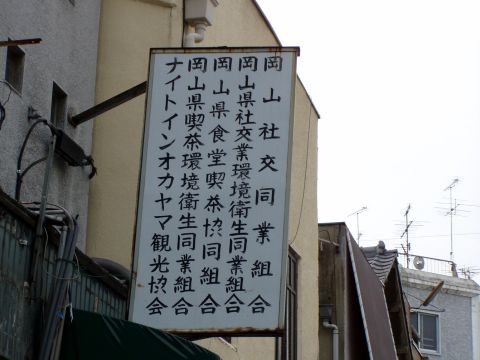 岡山社交同業組合
岡山県社交業環境衛生同業組合
岡山県食堂喫茶協同組合
岡山県喫茶環境衛生同業組合
ナイトインオカヤマ観光協会